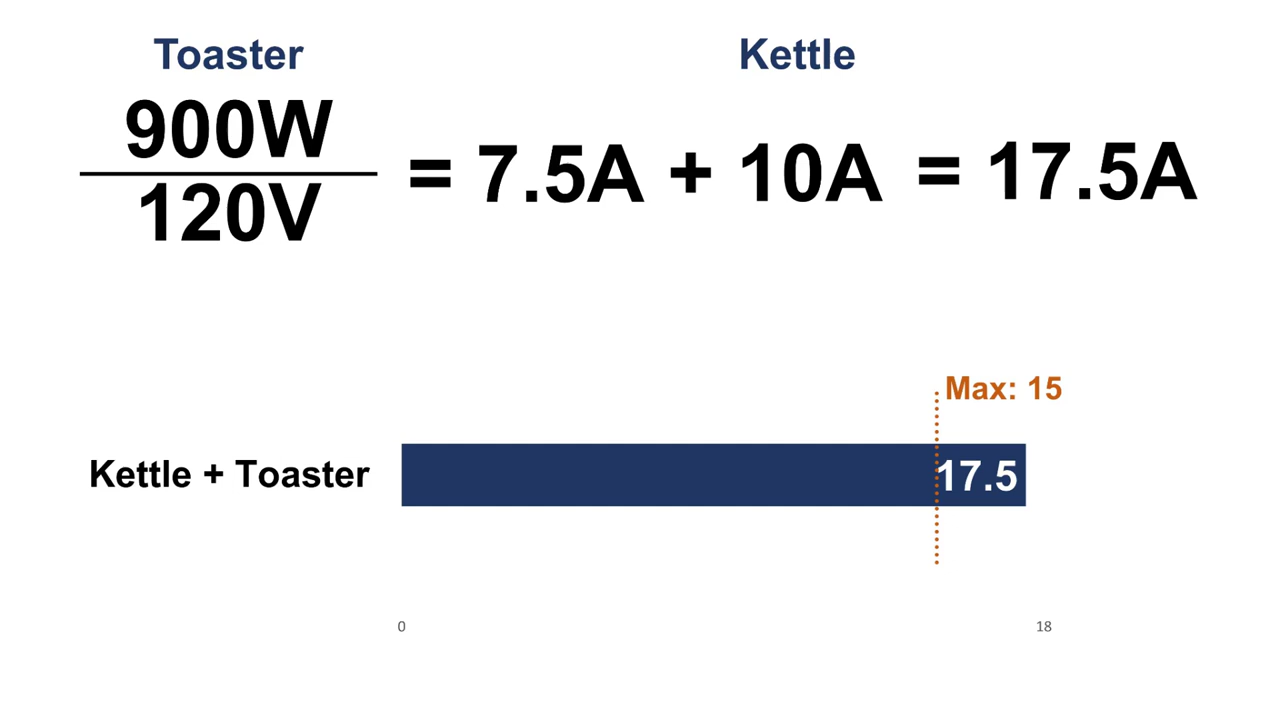 Toaster
Kettle
900W
120V
= 7.5A + 10A = 17.5A
Max: 15
Kettle + Toaster
17.5
0
18